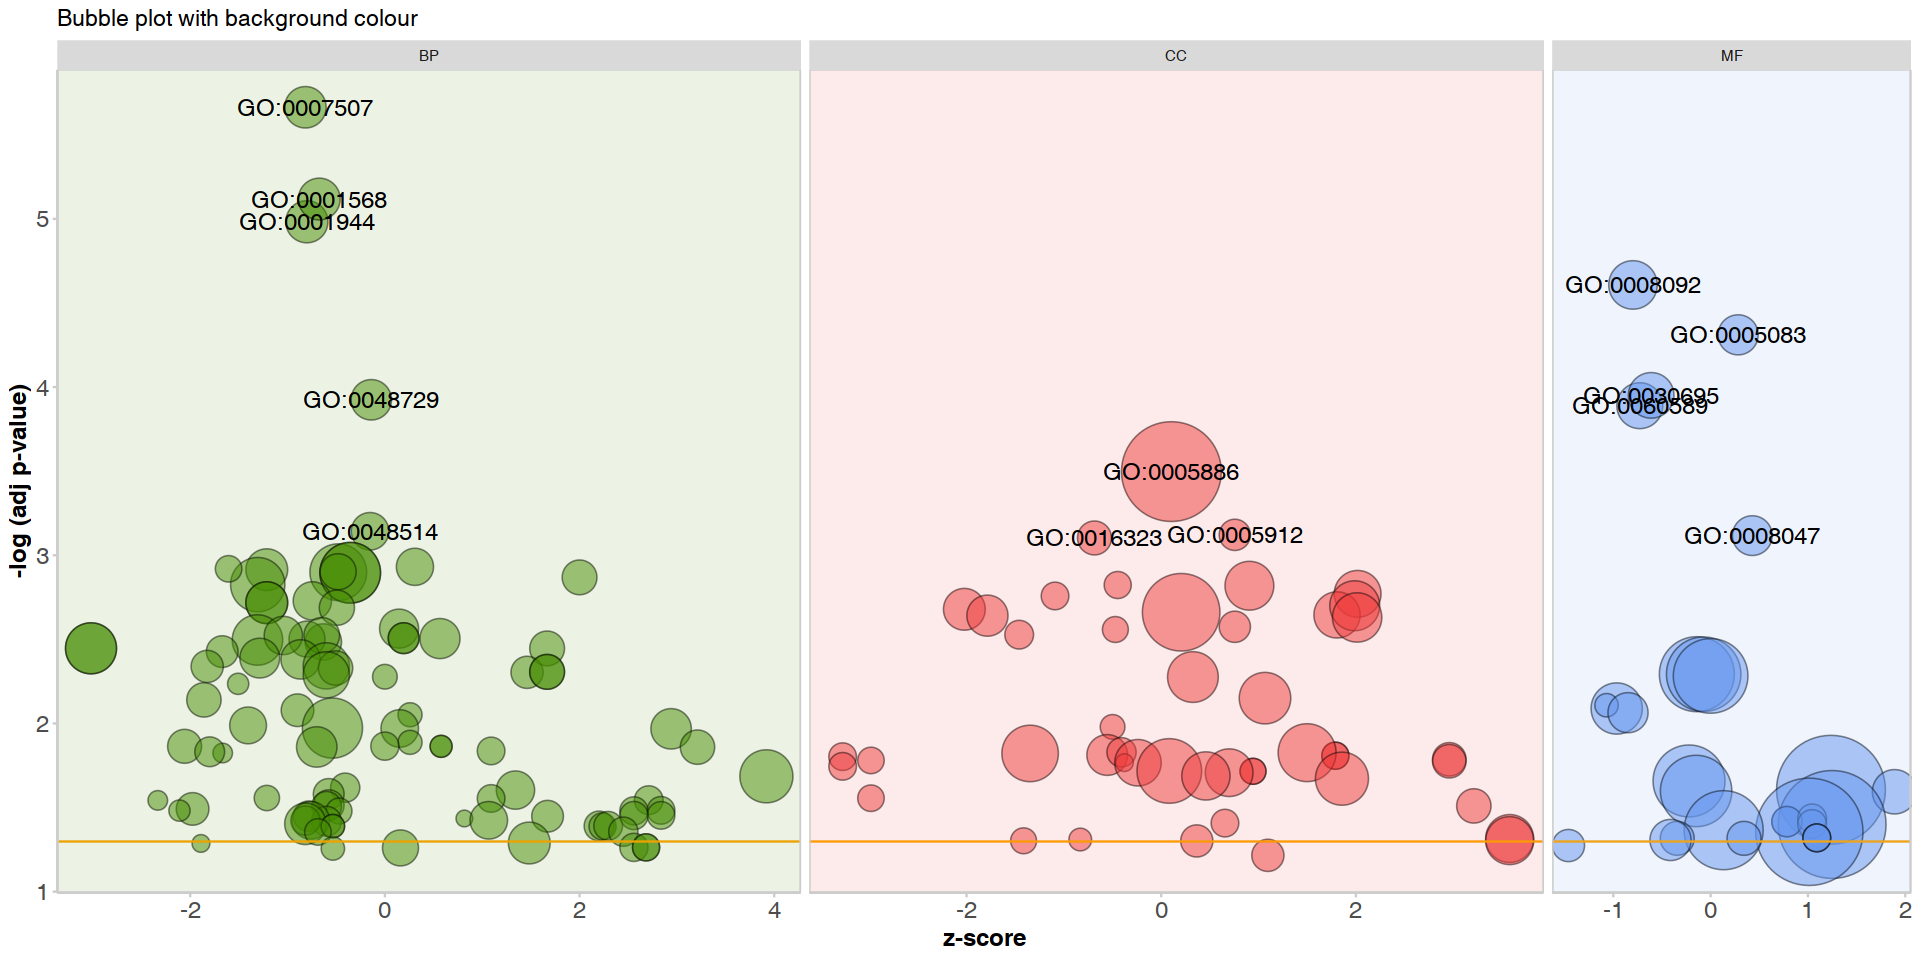 Bubble plot with background colour
BP
CC
MF
GO:0007507
GO:0001568
GO:0001944
GO:0048729
GO:0048514
GO:0005886
GO:0016323
GO:0005912
GO:0008092
GO:0005083
GO:0030695
GO:0060589
GO:0008047
-log (adj p-value)
5
4
3
2
1
-2
0
2
4
-2
0
2
-1
0
1
2
z-score